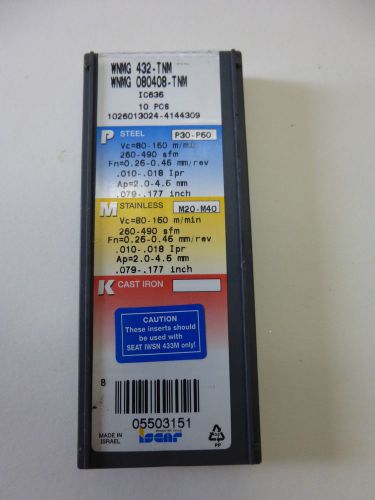 WNMG 432-TNM
WNMG 080408-TNM
IC635
10 PCS
1026013024-4144309
P STEEL P30-P50
Vc=80-150 m/min
260-490 sfm
Fn=0.25-0.45 mm/rev
.010-.018 Ipr
Ap=2.0-4.5 mm
.079-.177 inch
M STAINLESS M20-M40
Vc=80-150 m/min
260-490 sfm
Fn=0.25-0.45 mm/rev
.010-.018 Ipr
Ap=2.0-4.5 mm
.079-.177 inch
K CAST IRON
CAUTION
These inserts should
be used with
SEAT IWSN 433M only!
8
05503151
MADE IN
ISRAEL
iscar
PP